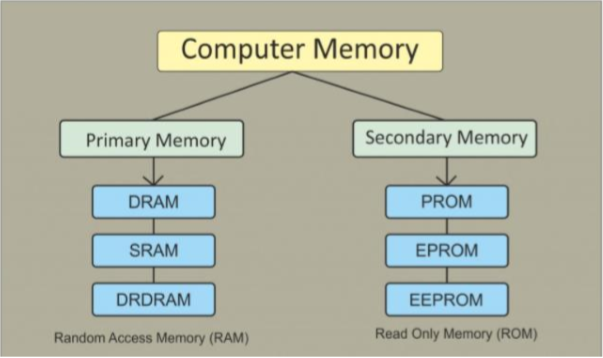 Computer Memory
Primary Memory
DRAM
SRAM
DRDRAM
Random Access Memory (RAM)
Secondary Memory
PROM
EPROM
EEPROM
Read Only Memory (ROM)